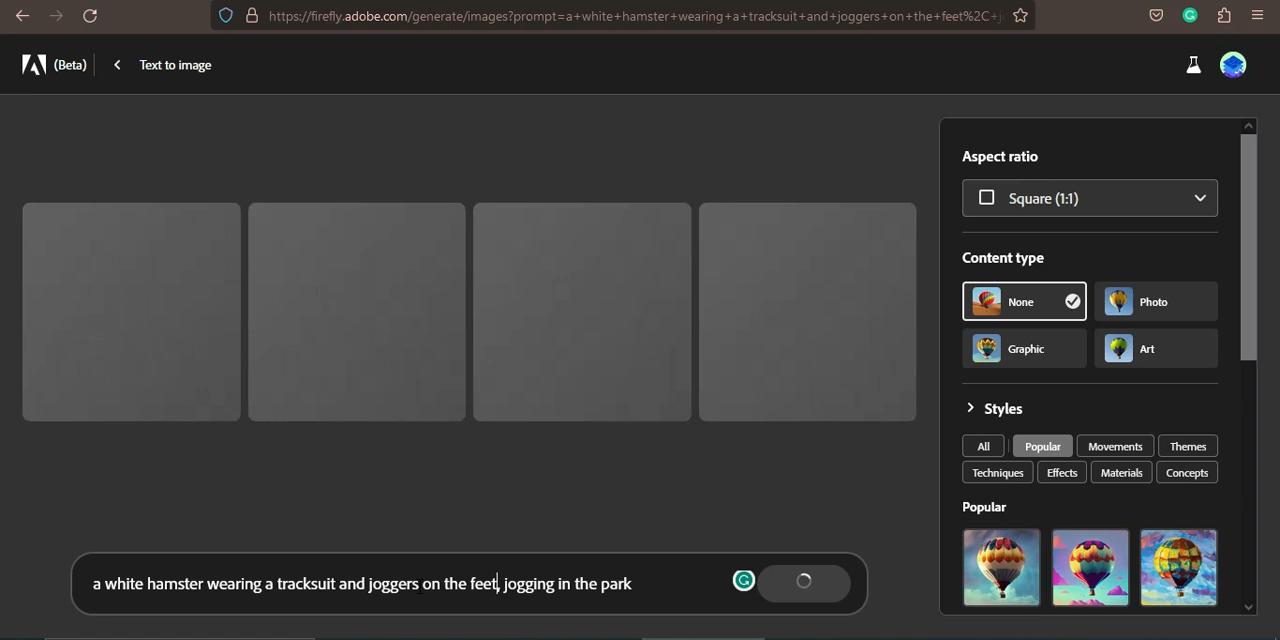 https://firefly.adobe.com/generate/images?prompt=a+white+hamster+wearing+a+tracksuit+and+joggers+on+the+feet%2C+j
(Beta)
Text to image
Aspect ratio
Square (1:1)
Content type
None
Photo
Graphic
Art
Styles
All
Popular
Movements
Themes
Techniques
Effects
Materials
Concepts
Popular
a white hamster wearing a tracksuit and joggers on the feet, jogging in the park